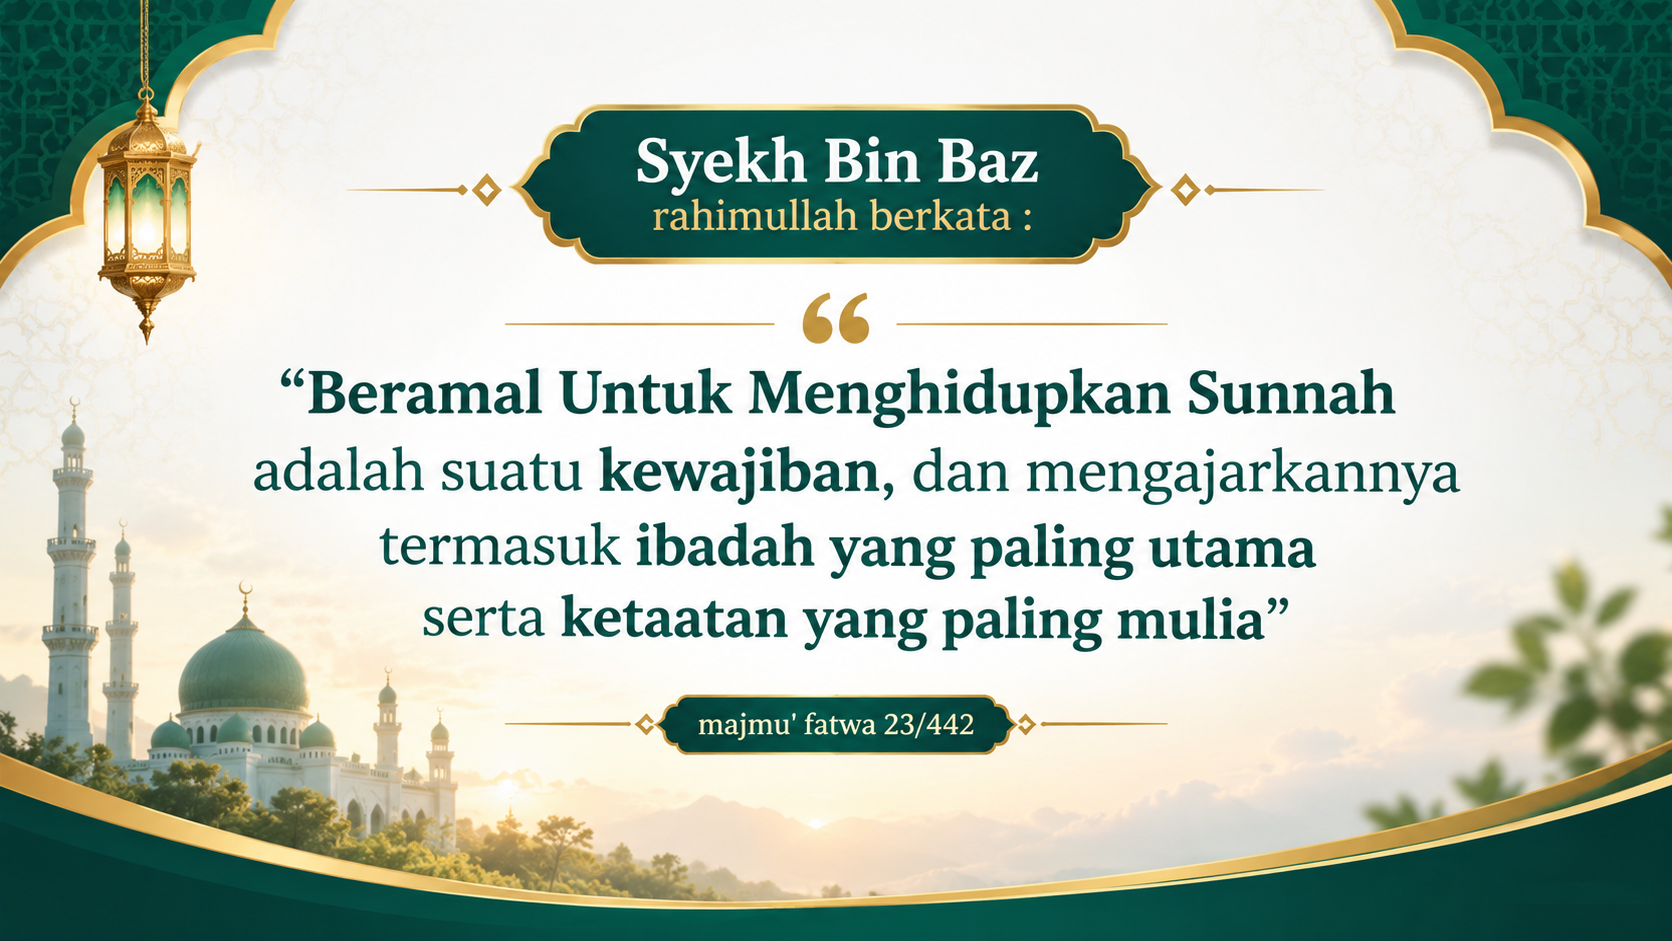 Syekh Bin Baz
rahimullah berkata :
“
“Beramal Untuk Menghidupkan Sunnah
adalah suatu kewajiban, dan mengajarkannya
termasuk ibadah yang paling utama
serta ketaatan yang paling mulia”
majmu' fatwa 23/442